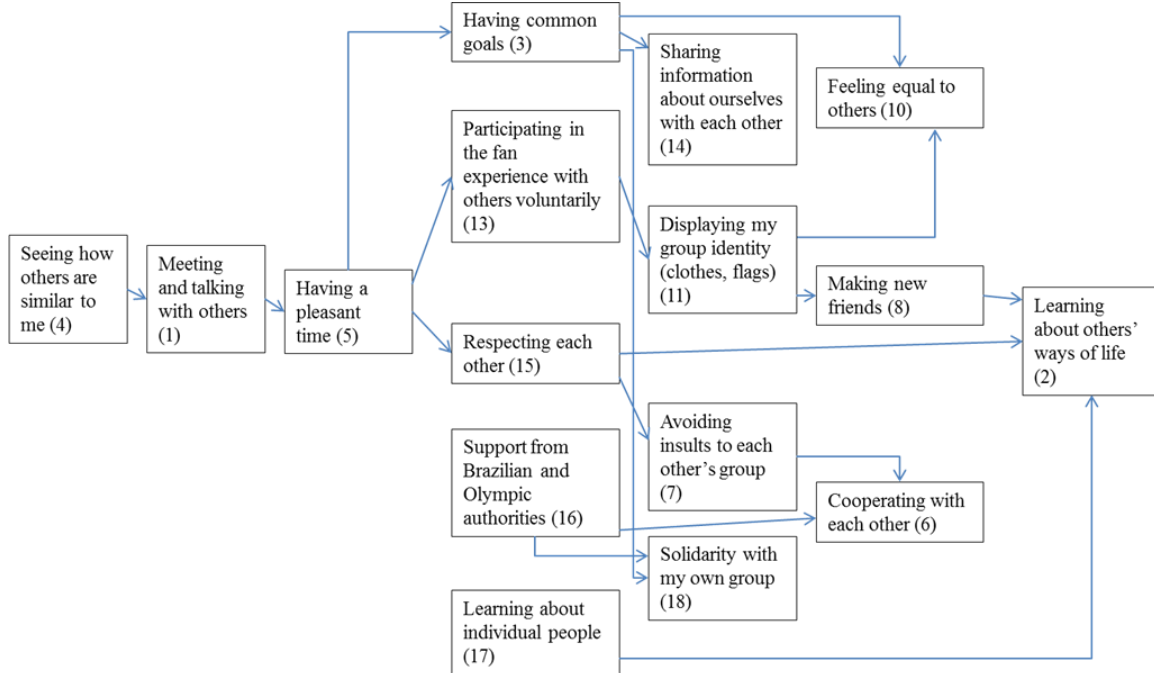 Having common
goals (3)
Sharing
information
about ourselves
with each other
(14)
Feeling equal to
others (10)
Participating in
the fan
experience with
others voluntarily
(13)
Displaying my
group identity
(clothes, flags)
(11)
Seeing how
others are
similar to
me (4)
Meeting
and talking
with others
(1)
Having a
pleasant
time (5)
Making new
friends (8)
Learning
about others’
ways of life
(2)
Respecting each
other (15)
Avoiding
insults to each
other’s group
(7)
Support from
Brazilian and
Olympic
authorities (16)
Cooperating with
each other (6)
Solidarity with
my own group
(18)
Learning about
individual people
(17)